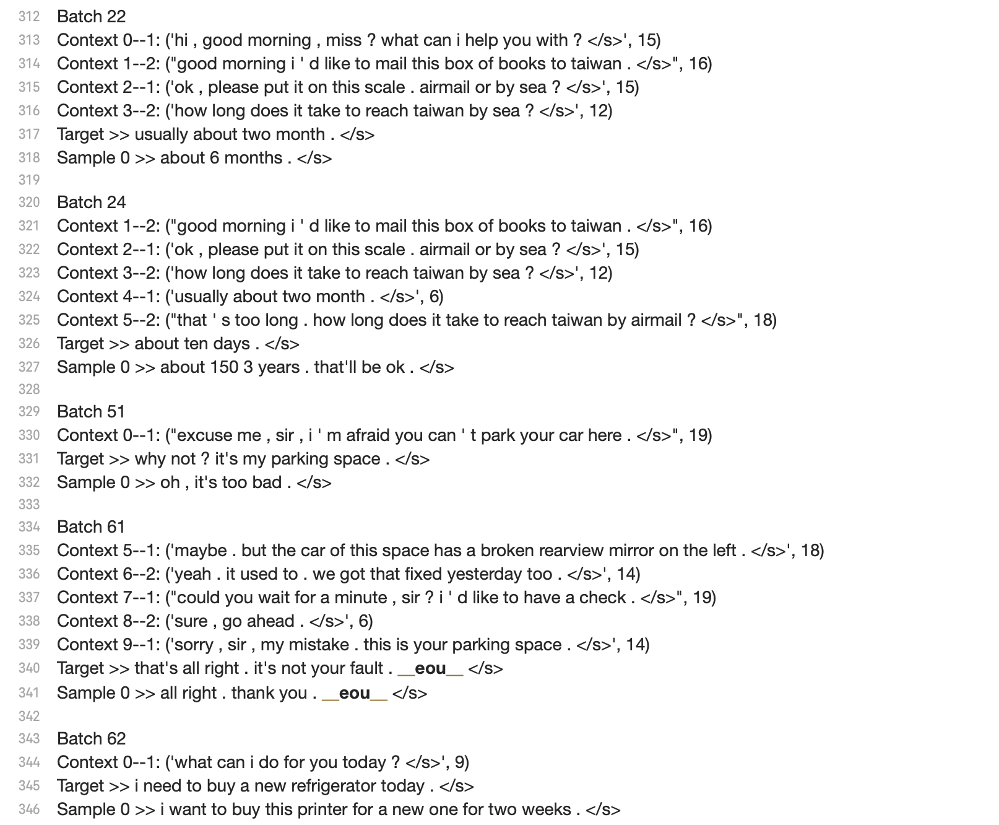 312 Batch 22
313 Context 0--1: ('hi , good morning , miss ? what can i help you with ? </s>', 15)
314 Context 1--2: ("good morning i ' d like to mail this box of books to taiwan . </s>", 16)
315 Context 2--1: ('ok , please put it on this scale . airmail or by sea ? </s>', 15)
316 Context 3--2: ('how long does it take to reach taiwan by sea ? </s>', 12)
317 Target >> usually about two month . </s>
318 Sample 0 >> about 6 months . </s>
319
320 Batch 24
321 Context 1--2: ("good morning i ' d like to mail this box of books to taiwan . </s>", 16)
322 Context 2--1: ('ok , please put it on this scale . airmail or by sea ? </s>', 15)
323 Context 3--2: ('how long does it take to reach taiwan by sea ? </s>', 12)
324 Context 4--1: ('usually about two month . </s>', 6)
325 Context 5--2: ("that ' s too long . how long does it take to reach taiwan by airmail ? </s>", 18)
326 Target >> about ten days . </s>
327 Sample 0 >> about 150 3 years . that'll be ok . </s>
328
329 Batch 51
330 Context 0--1: ("excuse me , sir , i ' m afraid you can ' t park your car here . </s>", 19)
331 Target >> why not ? it's my parking space . </s>
332 Sample 0 >> oh , it's too bad . </s>
333
334 Batch 61
335 Context 5--1: ('maybe . but the car of this space has a broken rearview mirror on the left . </s>', 18)
336 Context 6--2: ('yeah . it used to . we got that fixed yesterday too . </s>', 14)
337 Context 7--1: ("could you wait for a minute , sir ? i ' d like to have a check . </s>", 19)
338 Context 8--2: ('sure , go ahead . </s>', 6)
339 Context 9--1: ('sorry , sir , my mistake . this is your parking space . </s>', 14)
340 Target >> that's all right . it's not your fault . __eou__ </s>
341 Sample 0 >> all right . thank you . __eou__ </s>
342
343 Batch 62
344 Context 0--1: ('what can i do for you today ? </s>', 9)
345 Target >> i need to buy a new refrigerator today . </s>
346 Sample 0 >> i want to buy this printer for a new one for two weeks . </s>